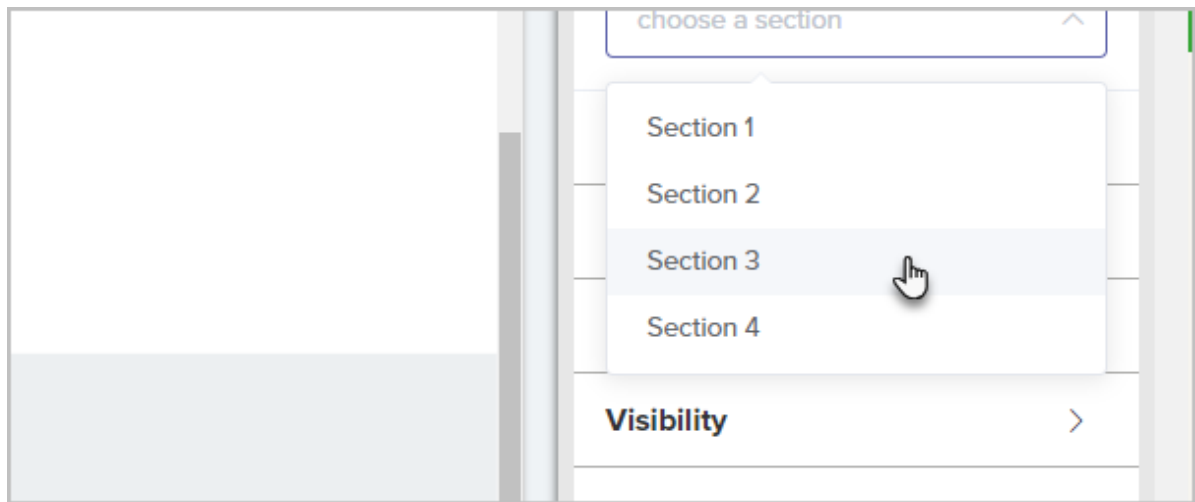 choose a section
Section 1
Section 2
Section 3
Section 4
Visibility